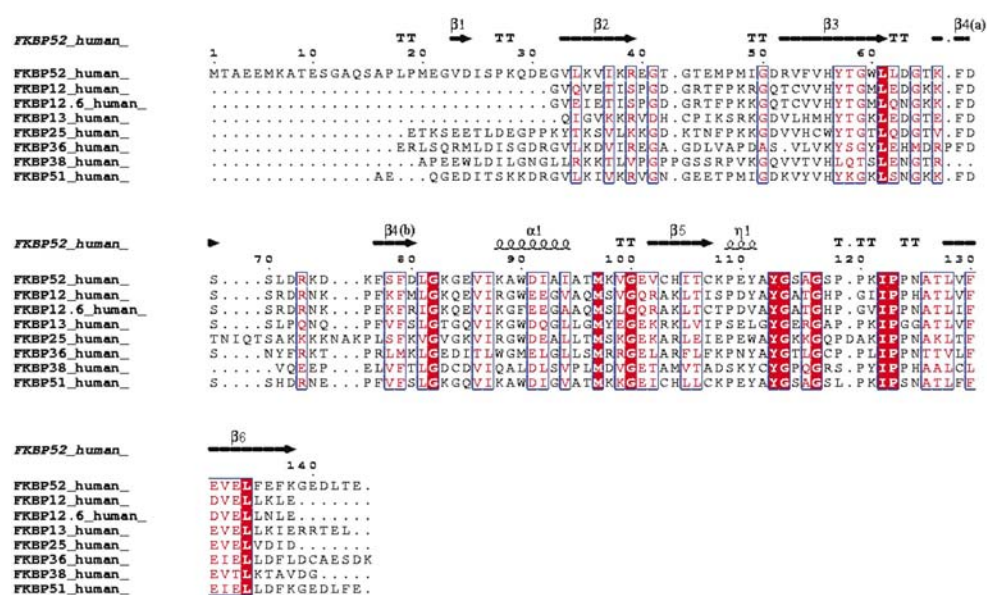 β1 β2 β3 β4(a)
FKBP52_human_ TT TT TT TT
1 10 20 30 40 50 60
FKBP52_human_ MTAEEMKATESGAQSAPLPMEGVDISPKQDEGVLKVIKREGT.GTEMPMIGDRVFVHYTGWLLDGTK.FD
FKBP12_human_ ...............................GVQVETISPGD.GRTFPKRGQTCVVHYTGMLEDGKK.FD
FKBP12.6_human_ ...............................GVEIETISPGD.GRTFPKKGQTCVVHYTGMLQNGKK.FD
FKBP13_human_ ................................QIGVKKRVDH.CPIKSRKGDVLHMHYTGKLEDGTE.FD
FKBP25_human_ ..................ETKSEETLDEGPPKYTKSVLKKGD.KTNFPKKGDVVHCWYTGTLQDGTV.FD
FKBP36_human_ .................ERLSQRMLDISGDRGVLKDVIREGA.GDLVAPDAS.VLVKYSGYLEHMDRPFD
FKBP38_human_ ...................APEEWLDILGNGLLRKKTLVPGPPGSSRPVKGQVVTVHLQTSLENGTR...
FKBP51_human_ ...............AE...QGEDITSKKDRGVLKIVKRVGN.GEETPMIGDKVYVHYKGKLSNGKK.FD
β4(b) α1 β5 η1
FKBP52_human_ TT T.TT TT
70 80 90 100 110 120 130
FKBP52_human_ S....SLDRKD...KFSFDLGKGEVIKAWDIAIATMKVGEVCHITCKPEYAYGSAGSP.PKIPPNATLVF
FKBP12_human_ S....SRDRNK...PFKFMLGKQEVIRGWEEGVAQMSVGQRAKLTISPDYAYGATGHP.GIIPPHATLVF
FKBP12.6_human_ S....SRDRNK...PFKFRIGKQEVIKGFEEGAAQMSLGQRAKLTCTPDVAYGATGHP.GVIPPNATLIF
FKBP13_human_ S....SLPQNQ...PFVFSLGTGQVIKGWDQGLLGMYEGEKRKLVIPSELGYGERGAP.PKIPGGATLVF
FKBP25_human_ TNIQTSAKKKKNAKPLSFKVGVGKVIRGWDEALLTMSKGEKARLEIEPEWAYGKKGQPDAKIPPNAKLTF
FKBP36_human_ S....NYFRKT...PRLMKLGEDITLWGMELGLLSMRRGELARFLFKPNYAYGTLGCP.PLIPPNTTVLF
FKBP38_human_ .....VQEEP....ELVFTLGDCDVIQALDLSVPLMDVGETAMVTADSKYCYGPQGRS.PYIPPHAALCL
FKBP51_human_ S....SHDRNE...PFVFSLGKGQVIKAWDIGVATMKKGEICHLLCKPEYAYGSAGSL.PKIPSNATLFF
β6
FKBP52_human_
140
FKBP52_human_ EVELFEFKGEDLTE.
FKBP12_human_ DVELLKLE.......
FKBP12.6_human_ DVELLNLE.......
FKBP13_human_ EVELLKIERRTEL..
FKBP25_human_ EVELVDID.......
FKBP36_human_ EIELLDFLDCAESDK
FKBP38_human_ EVTLKTAVDG.....
FKBP51_human_ EIELLDFKGEDLFE.